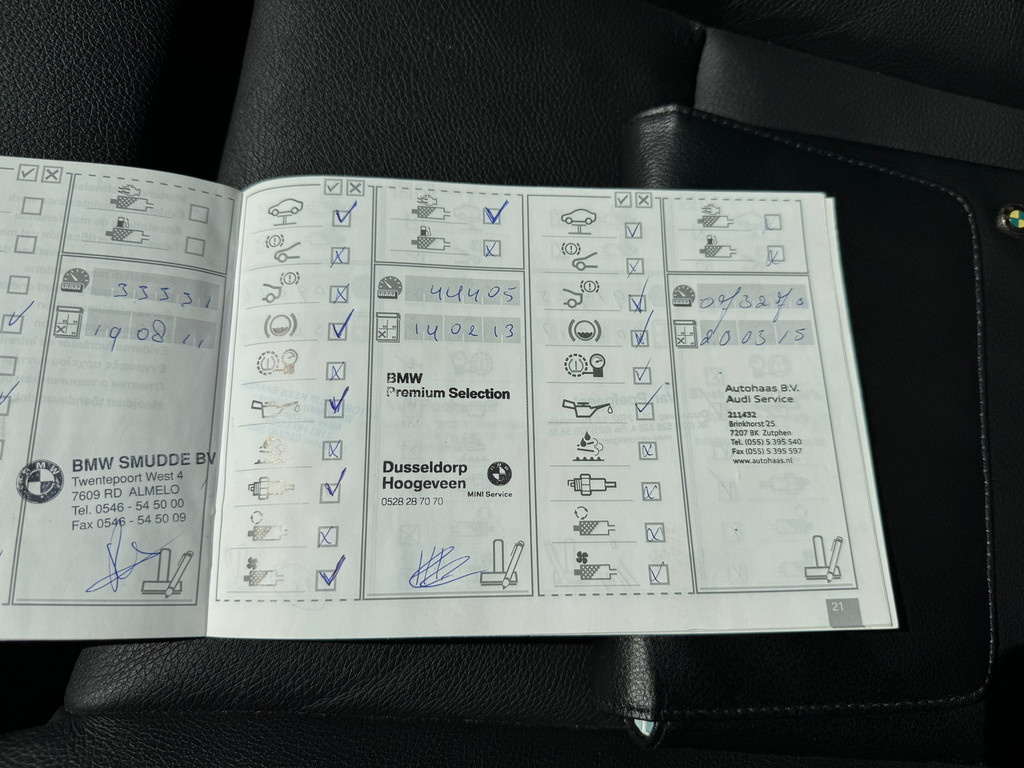 33331
19 08 11
BMW SMUDDE BV
Twentepoort West 4
7609 RD ALMELO
Tel. 0546 - 54 50 00
Fax 0546 - 54 50 09
44405
14 02 13
BMW
Premium Selection
Dusseldorp
Hoogeveen
MINI Service
0528 28 70 70
073270
20 03 15
Autohaas B.V.
Audi Service
211432
Brinkhorst 25
7207 BK Zutphen
Tel. (055) 5 395 540
Fax (055) 5 395 597
www.autohaas.nl
21